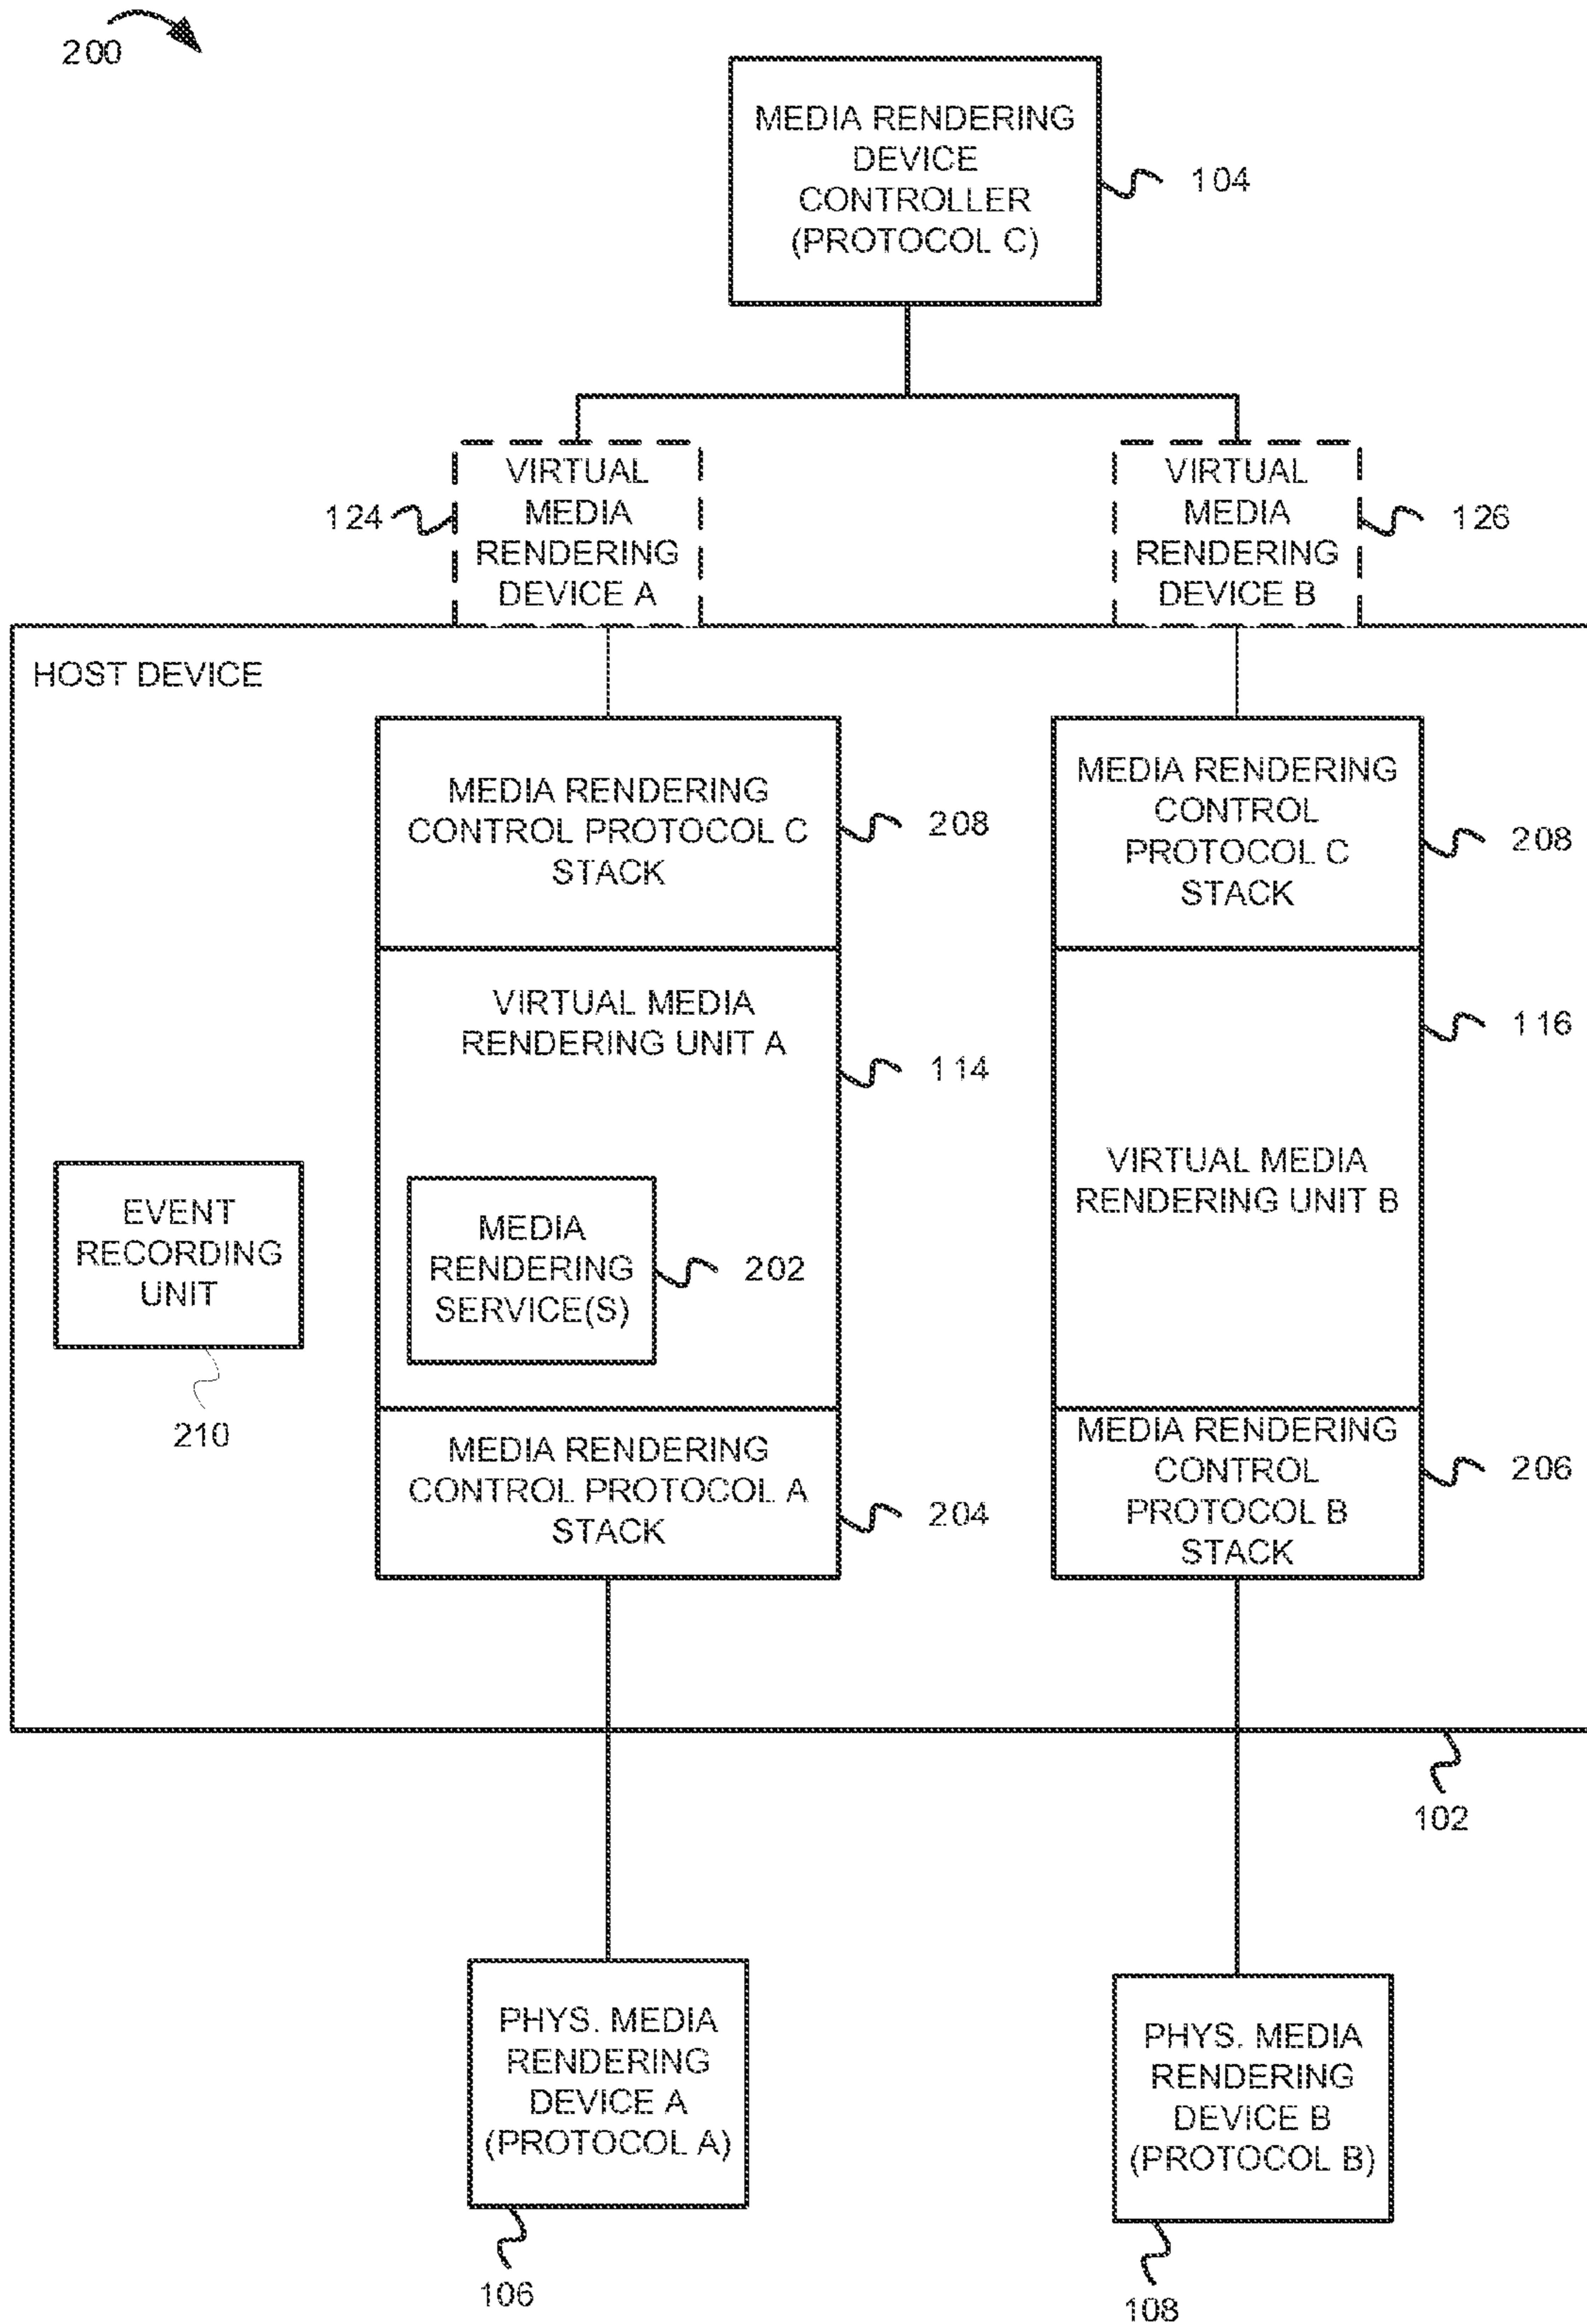 200
MEDIA RENDERING
DEVICE
CONTROLLER
(PROTOCOL C)
104
VIRTUAL
MEDIA
RENDERING
DEVICE A
124
VIRTUAL
MEDIA
RENDERING
DEVICE B
126
HOST DEVICE
MEDIA RENDERING
CONTROL PROTOCOL C
STACK
208
MEDIA RENDERING
CONTROL
PROTOCOL C
STACK
208
VIRTUAL MEDIA
RENDERING UNIT A
114
116
VIRTUAL MEDIA
RENDERING UNIT B
EVENT
RECORDING
UNIT
210
MEDIA
RENDERING
SERVICE(S)
202
MEDIA RENDERING
CONTROL PROTOCOL A
STACK
204
MEDIA RENDERING
CONTROL
PROTOCOL B
STACK
206
102
PHYS. MEDIA
RENDERING
DEVICE A
(PROTOCOL A)
106
PHYS. MEDIA
RENDERING
DEVICE B
(PROTOCOL B)
108